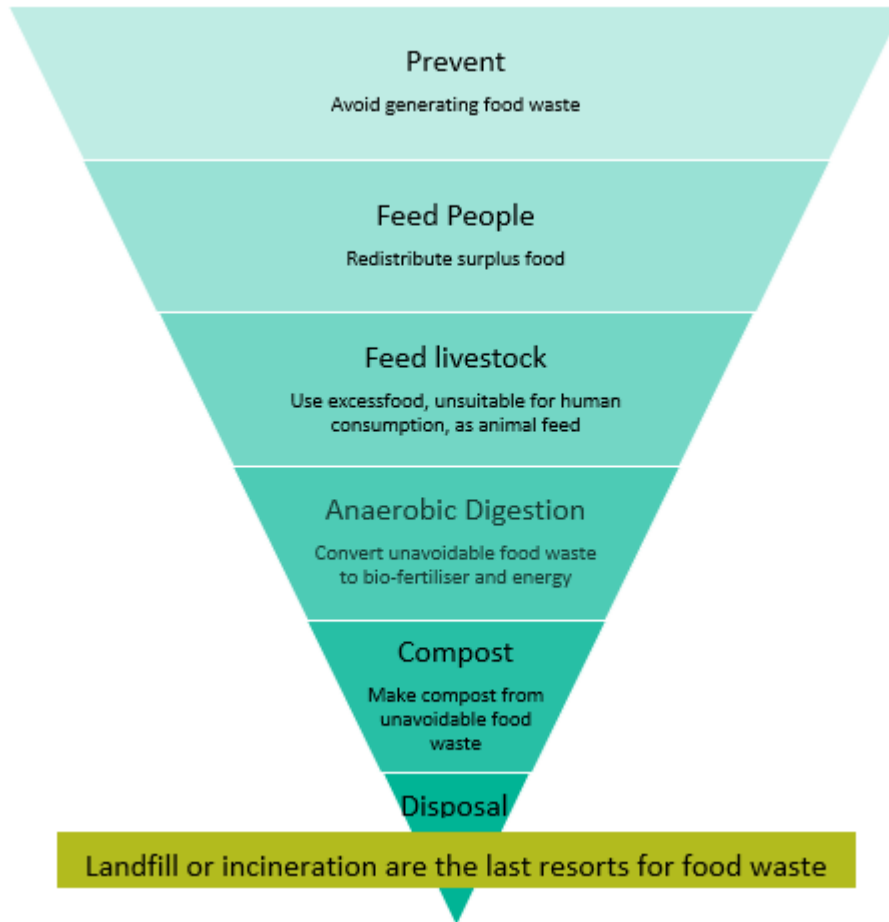 Prevent
Avoid generating food waste
Feed People
Redistribute surplus food
Feed livestock
Use excessfood, unsuitable for human
consumption, as animal feed
Anaerobic Digestion
Convert unavoidable food waste
to bio-fertiliser and energy
Compost
Make compost from
unavoidable food
waste
Disposal
Landfill or incineration are the last resorts for food waste